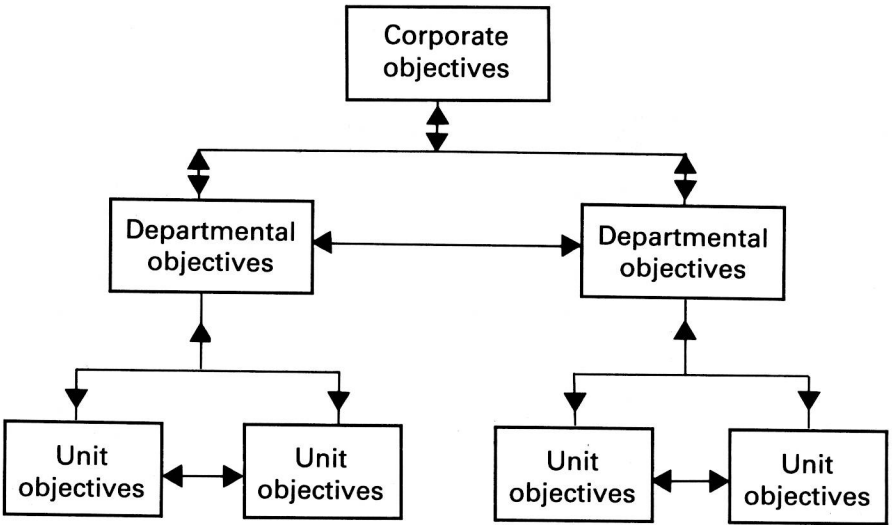 Corporate
objectives
Departmental
objectives
Departmental
objectives
Unit
objectives
Unit
objectives
Unit
objectives
Unit
objectives